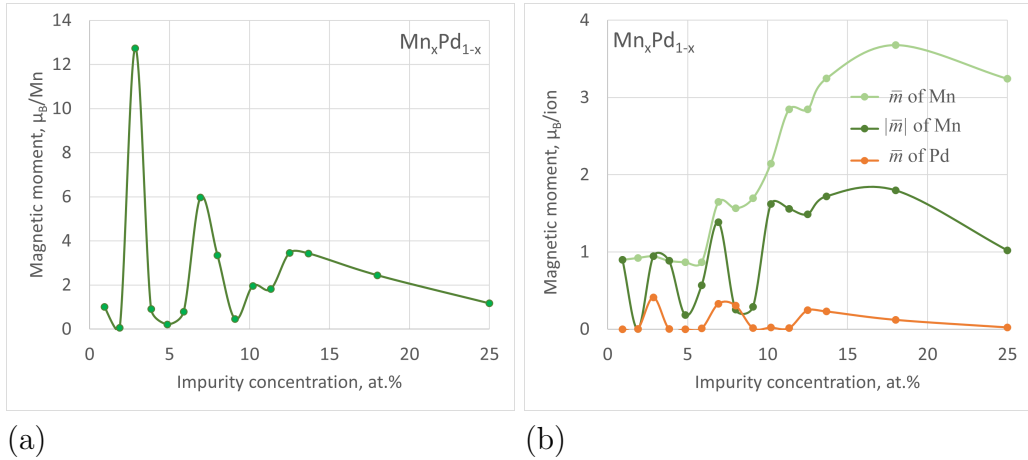 14
12
10
8
6
4
2
0
0 5 10 15 20 25
Magnetic moment, μB/Mn
Impurity concentration, at.%
MnxPd1-x
(a)
4
3
2
1
0
0 5 10 15 20 25
Magnetic moment, μB/ion
Impurity concentration, at.%
MnxPd1-x
m̅ of Mn
|m̅| of Mn
m̅ of Pd
(b)